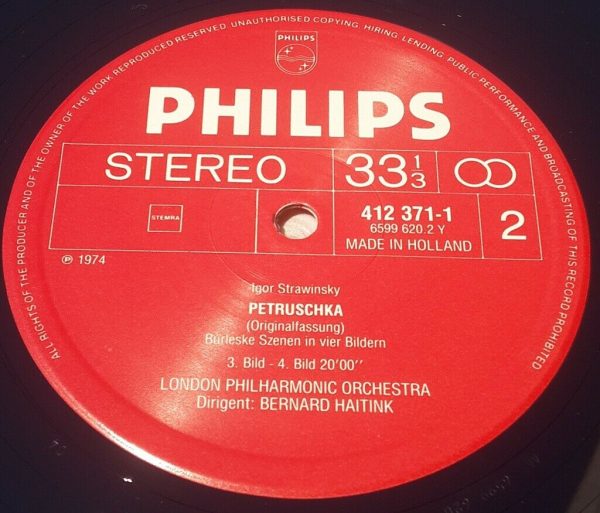 ALL RIGHTS OF THE PRODUCER AND OF THE OWNER OF THE WORK REPRODUCED RESERVED. UNAUTHORISED COPYING, HIRING, LENDING, PUBLIC PERFORMANCE AND BROADCASTING OF THIS RECORD PROHIBITED
PHILIPS
PHILIPS
STEREO
33 1/3
STEMRA
412 371-1
6599 620.2 Y
MADE IN HOLLAND
2
℗ 1974
Igor Strawinsky
PETRUSCHKA
(Originalfassung)
Burleske Szenen in vier Bildern
3. Bild - 4. Bild 20'00''
LONDON PHILHARMONIC ORCHESTRA
Dirigent: BERNARD HAITINK